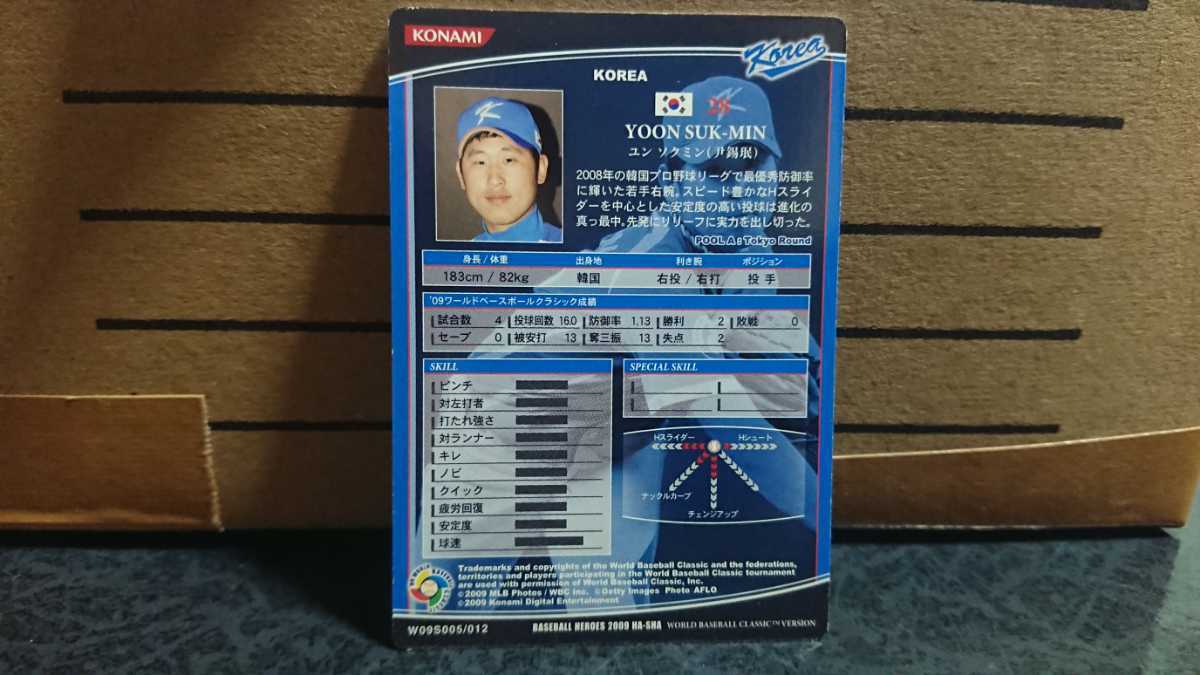 KONAMI
Korea
KOREA
28
YOON SUK-MIN
ユン ソクミン(尹錫珉)
2008年の韓国プロ野球リーグで最優秀防御率
に輝いた若手右腕。スピード豊かなHスライ
ダーを中心とした安定度の高い投球は進化の
真っ最中。先発にリリーフに実力を出し切った。
POOL A : Tokyo Round
身長 / 体重 出身地 利き腕 ポジション
183cm / 82kg 韓国 右投 / 右打 投手
'09ワールドベースボールクラシック成績
試合数 4 投球回数 16.0 防御率 1.13 勝利 2 敗戦 0
セーブ 0 被安打 13 奪三振 13 失点 2
SKILL
ピンチ
対左打者
打たれ強さ
対ランナー
キレ
ノビ
クイック
疲労回復
安定度
球速
SPECIAL SKILL
Hスライダー Hシュート
ナックルカーブ
チェンジアップ
Trademarks and copyrights of the World Baseball Classic and the federations,
territories and players participating in the World Baseball Classic tournament
are used with permission of World Baseball Classic, Inc.
©2009 MLB Photos / WBC Inc. ©Getty Images Photo AFLO
©2009 Konami Digital Entertainment
W09S005/012 BASEBALL HEROES 2009 HA-SHA WORLD BASEBALL CLASSIC™ VERSION